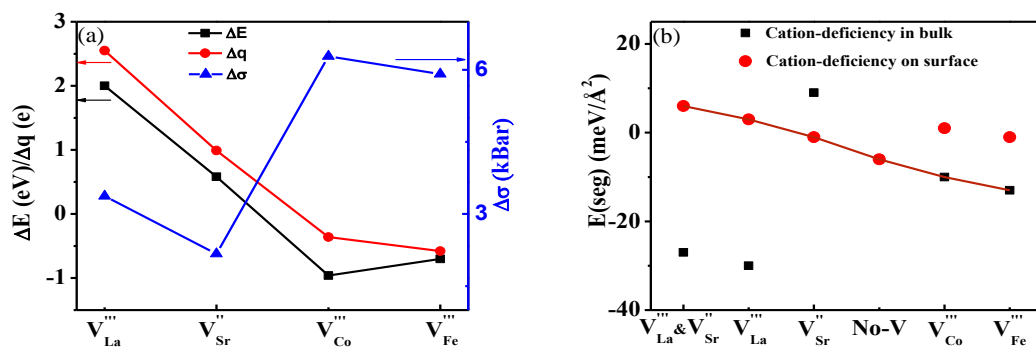 (a)
ΔE
Δq
Δσ
ΔE (eV)/Δq (e)
3
2
1
0
-1
6
3
Δσ (kBar)
V'''La
V''Sr
V'''Co
V'''Fe
(b)
Cation-deficiency in bulk
Cation-deficiency on surface
E(seg) (meV/Å²)
20
0
-20
-40
V'''La & V''Sr
V'''La
V''Sr
No-V
V'''Co
V'''Fe